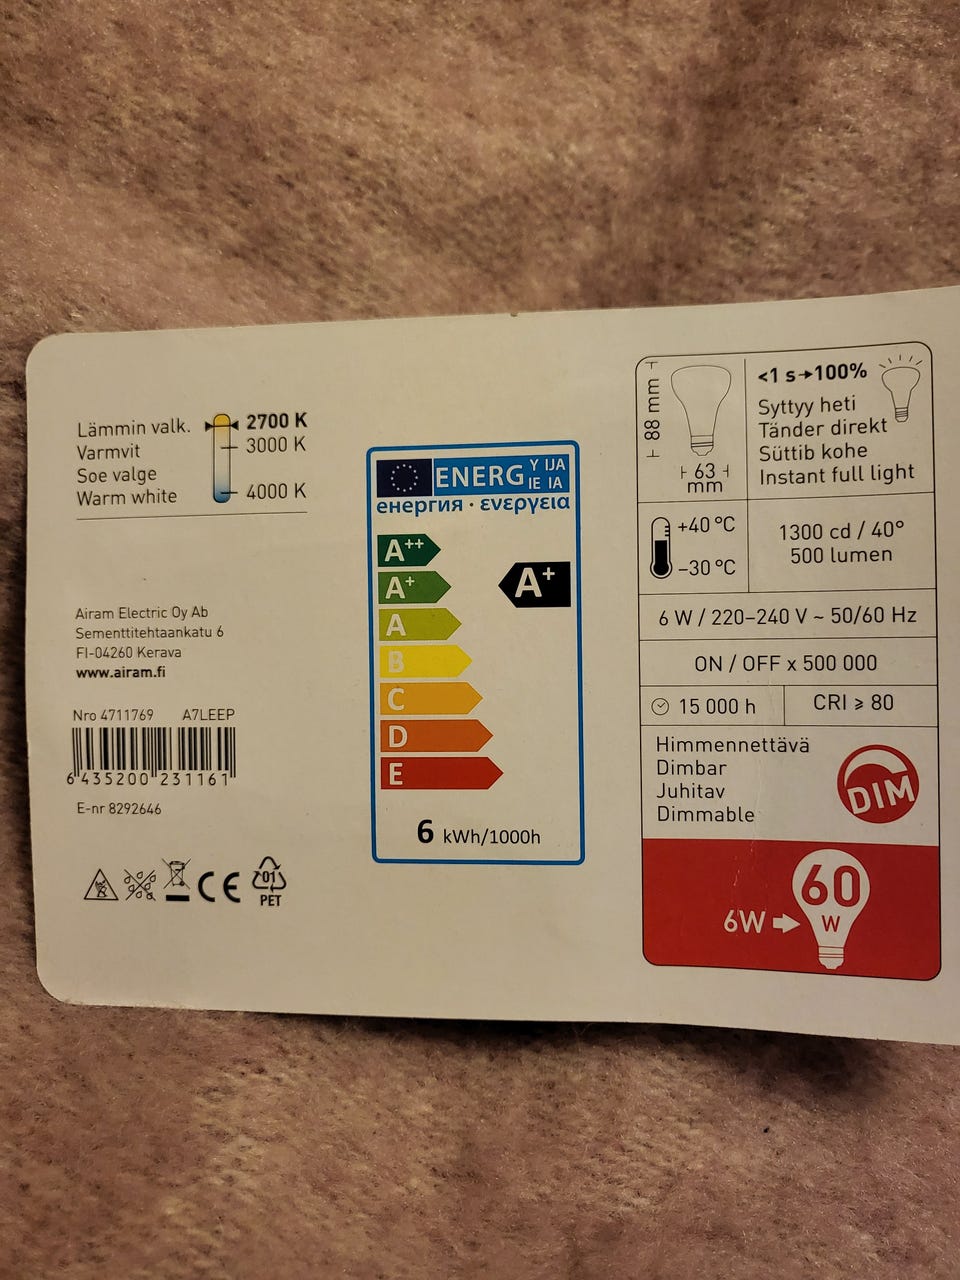 Lämmin valk.
Varmvit
Soe valge
Warm white
2700 K
3000 K
4000 K
Airam Electric Oy Ab
Sementtitehtaankatu 6
FI-04260 Kerava
www.airam.fi
Nro 4711769 A7LEEP
6 435200 231161
E-nr 8292646
CE
01
PET
ENERG Y IJA
IE IA
енергия · ενεργεια
A++
A+
A
B
C
D
E
A+
6 kWh/1000h
88 mm
63
mm
<1 s→100%
Syttyy heti
Tänder direkt
Süttib kohe
Instant full light
+40 °C
–30 °C
1300 cd / 40°
500 lumen
6 W / 220–240 V ~ 50/60 Hz
ON / OFF x 500 000
15 000 h
CRI ⩾ 80
Himmennettävä
Dimbar
Juhitav
Dimmable
DIM
6W
60
W